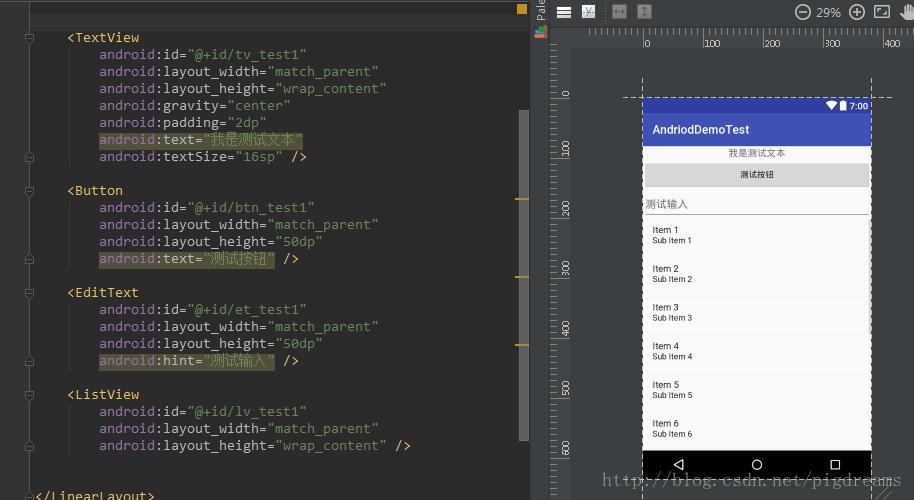 <TextView
android:id="@+id/tv_test1"
android:layout_width="match_parent"
android:layout_height="wrap_content"
android:gravity="center"
android:padding="2dp"
android:text="我是测试文本"
android:textSize="16sp" />
<Button
android:id="@+id/btn_test1"
android:layout_width="match_parent"
android:layout_height="50dp"
android:text="测试按钮" />
<EditText
android:id="@+id/et_test1"
android:layout_width="match_parent"
android:layout_height="50dp"
android:hint="测试输入" />
<ListView
android:id="@+id/lv_test1"
android:layout_width="match_parent"
android:layout_height="wrap_content" />
</LinearLayout>
Pale
29%
0 100 200 300 400
0
100
200
300
400
500
600
7:00
AndriodDemoTest
我是测试文本
测试按钮
测试输入
Item 1
Sub Item 1
Item 2
Sub Item 2
Item 3
Sub Item 3
Item 4
Sub Item 4
Item 5
Sub Item 5
Item 6
Sub Item 6
http://blog.csdn.net/pigdreams